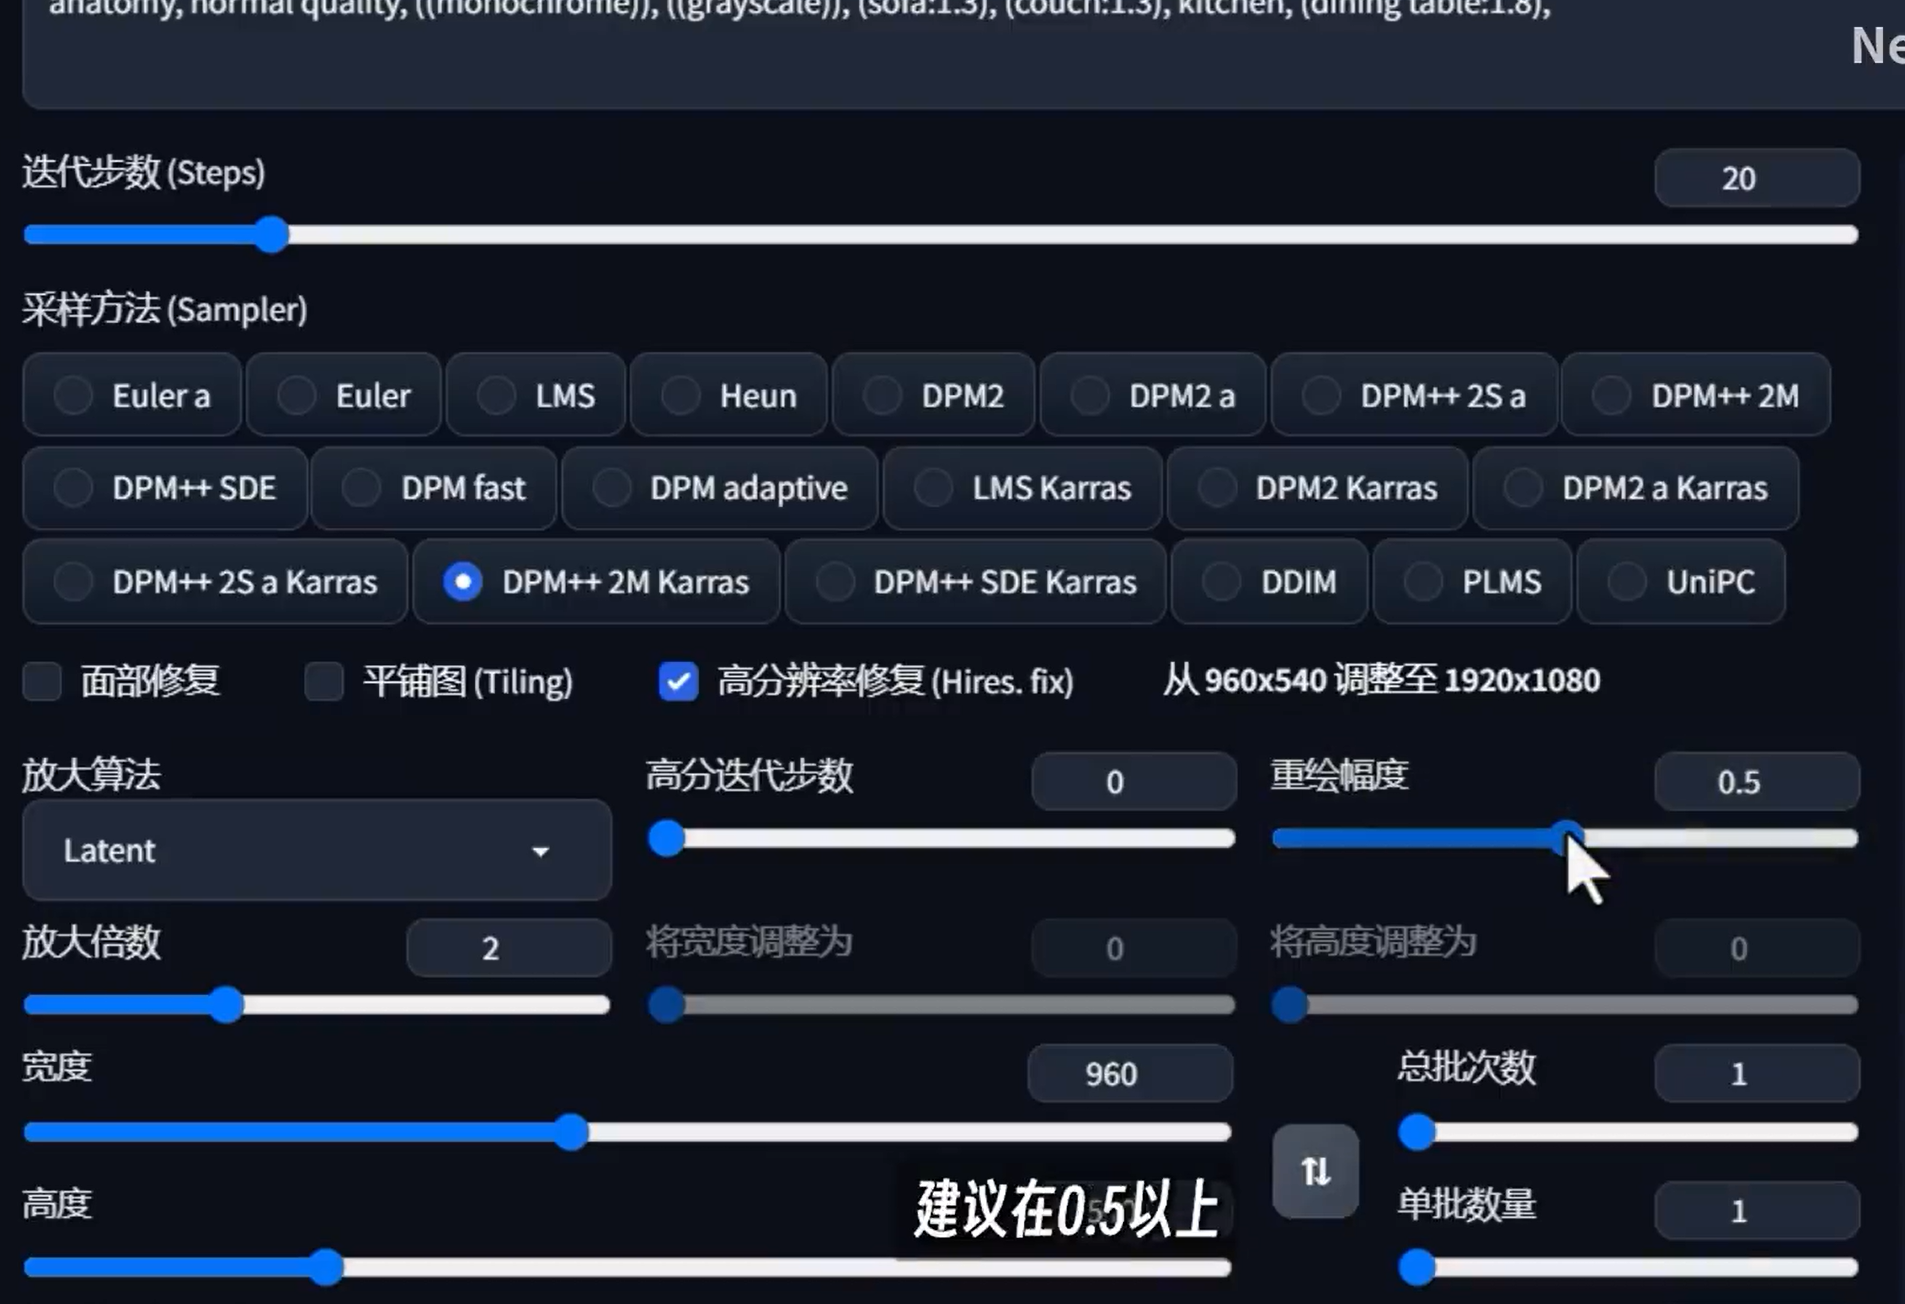 anatomy, normal quality, ((monochrome)), ((grayscale)), (sofa:1.3), (couch:1.3), kitchen, (dining table:1.8),
Ne
迭代步数 (Steps)
20
采样方法 (Sampler)
Euler a
Euler
LMS
Heun
DPM2
DPM2 a
DPM++ 2S a
DPM++ 2M
DPM++ SDE
DPM fast
DPM adaptive
LMS Karras
DPM2 Karras
DPM2 a Karras
DPM++ 2S a Karras
DPM++ 2M Karras
DPM++ SDE Karras
DDIM
PLMS
UniPC
面部修复
平铺图 (Tiling)
高分辨率修复 (Hires. fix)
从 960x540 调整至 1920x1080
放大算法
Latent
高分迭代步数
0
重绘幅度
0.5
放大倍数
2
将宽度调整为
0
将高度调整为
0
宽度
960
总批次数
1
高度
建议在0.5以上
单批数量
1